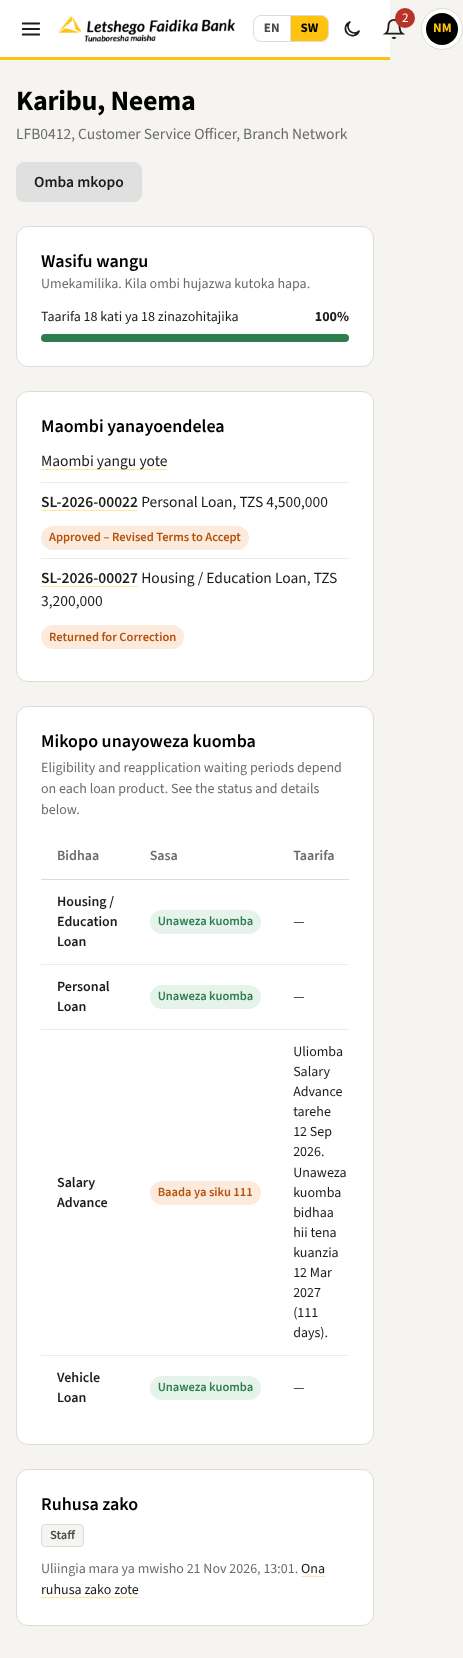 Letshego Faidika Bank
Tunaboresha maisha
EN SW
2
NM
Karibu, Neema
LFB0412, Customer Service Officer, Branch Network
Omba mkopo
Wasifu wangu
Umekamilika. Kila ombi hujazwa kutoka hapa.
Taarifa 18 kati ya 18 zinazohitajika 100%
Maombi yanayoendelea
Maombi yangu yote
SL-2026-00022 Personal Loan, TZS 4,500,000
Approved – Revised Terms to Accept
SL-2026-00027 Housing / Education Loan, TZS
3,200,000
Returned for Correction
Mikopo unayoweza kuomba
Eligibility and reapplication waiting periods depend
on each loan product. See the status and details
below.
Bidhaa Sasa Taarifa
Housing /
Education
Loan
Unaweza kuomba
—
Personal
Loan
Unaweza kuomba
—
Salary
Advance
Baada ya siku 111
Uliomba
Salary
Advance
tarehe
12 Sep
2026.
Unaweza
kuomba
bidhaa
hii tena
kuanzia
12 Mar
2027
(111
days).
Vehicle
Loan
Unaweza kuomba
—
Ruhusa zako
Staff
Uliingia mara ya mwisho 21 Nov 2026, 13:01. Ona
ruhusa zako zote